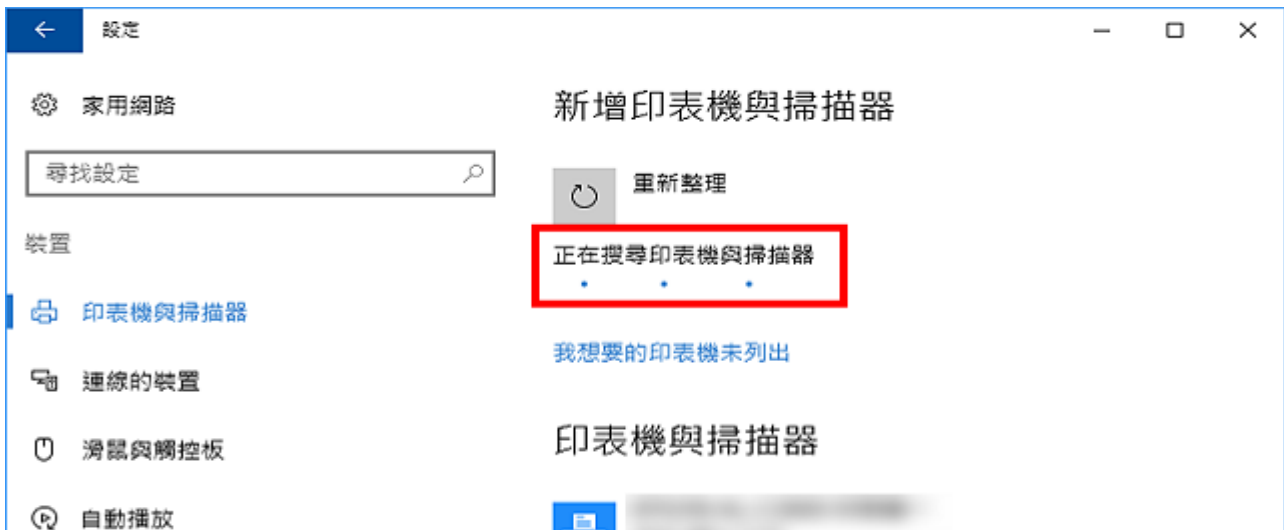 設定
家用網路
尋找設定
裝置
印表機與掃描器
連線的裝置
滑鼠與觸控板
自動播放
新增印表機與掃描器
重新整理
正在搜尋印表機與掃描器
我想要的印表機未列出
印表機與掃描器